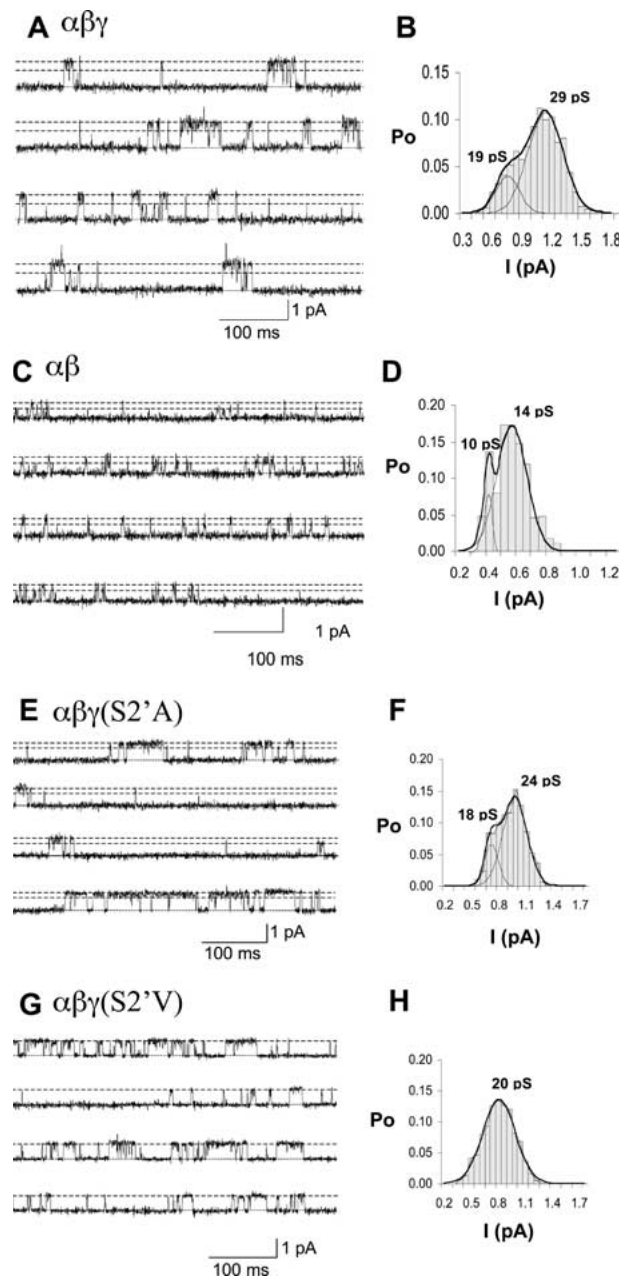 A αβγ
1 pA
100 ms
B
0.15
0.10
0.05
0.00
Po
29 pS
19 pS
0.3 0.6 0.9 1.2 1.5 1.8
I (pA)
C αβ
1 pA
100 ms
D
0.20
0.15
0.10
0.05
0.00
Po
14 pS
10 pS
0.2 0.4 0.6 0.8 1.0 1.2
I (pA)
E αβγ(S2'A)
1 pA
100 ms
F
0.20
0.15
0.10
0.05
0.00
Po
24 pS
18 pS
0.2 0.5 0.8 1.1 1.4 1.7
I (pA)
G αβγ(S2'V)
1 pA
100 ms
H
0.20
0.15
0.10
0.05
0.00
Po
20 pS
0.2 0.5 0.8 1.1 1.4 1.7
I (pA)